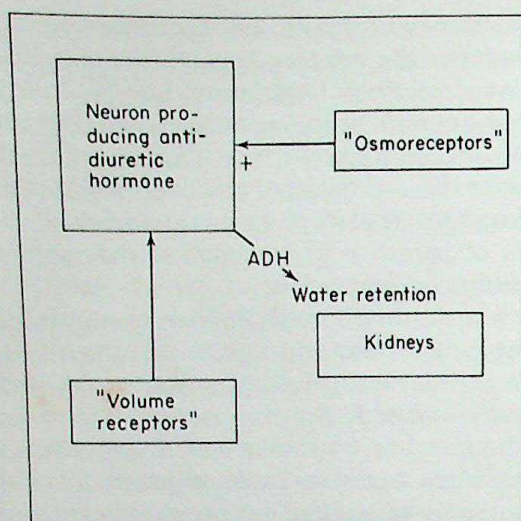 Neuron pro-
ducing anti-
diuretic
hormone
"Osmoreceptors"
+
ADH
Water retention
Kidneys
"Volume
receptors"